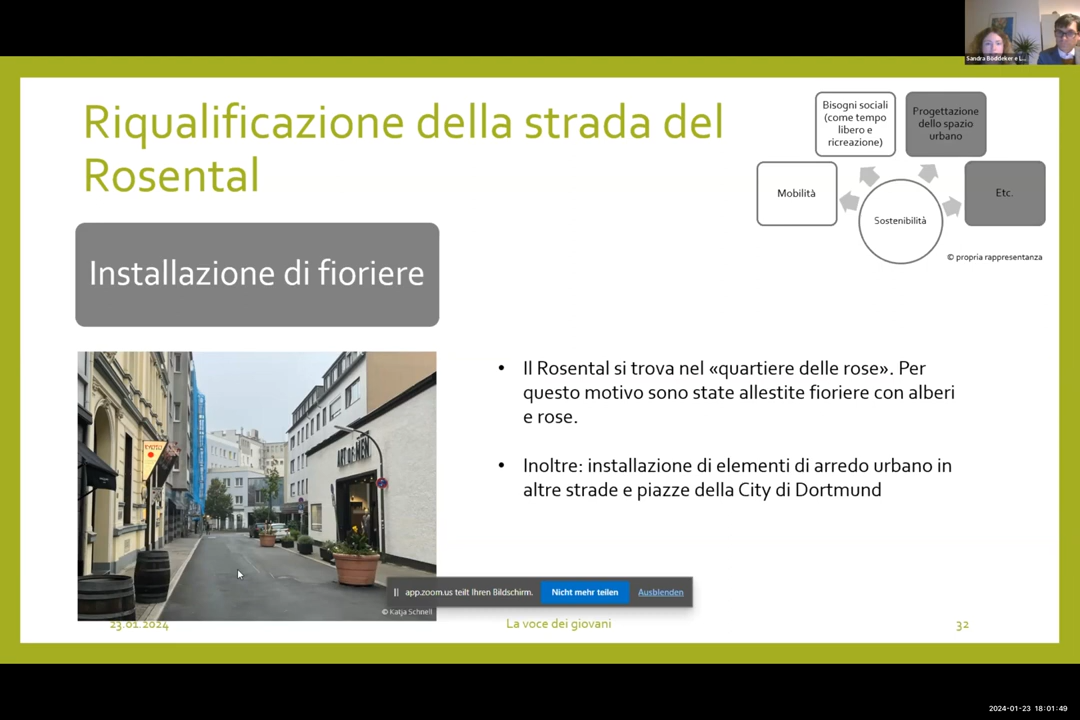 Sandra Böddeker e L...
Riqualificazione della strada del
Rosental
Bisogni sociali
(come tempo
libero e
ricreazione)
Progettazione
dello spazio
urbano
Mobilità
Etc.
Sostenibilità
© propria rappresentanza
Installazione di fioriere
• Il Rosental si trova nel «quartiere delle rose». Per
questo motivo sono state allestite fioriere con alberi
e rose.
• Inoltre: installazione di elementi di arredo urbano in
altre strade e piazze della City di Dortmund
ART OF MEN
© Katja Schnell
app.zoom.us teilt Ihren Bildschirm.
Nicht mehr teilen
Ausblenden
23.01.2024
La voce dei giovani
32
2024-01-23 18:01:49